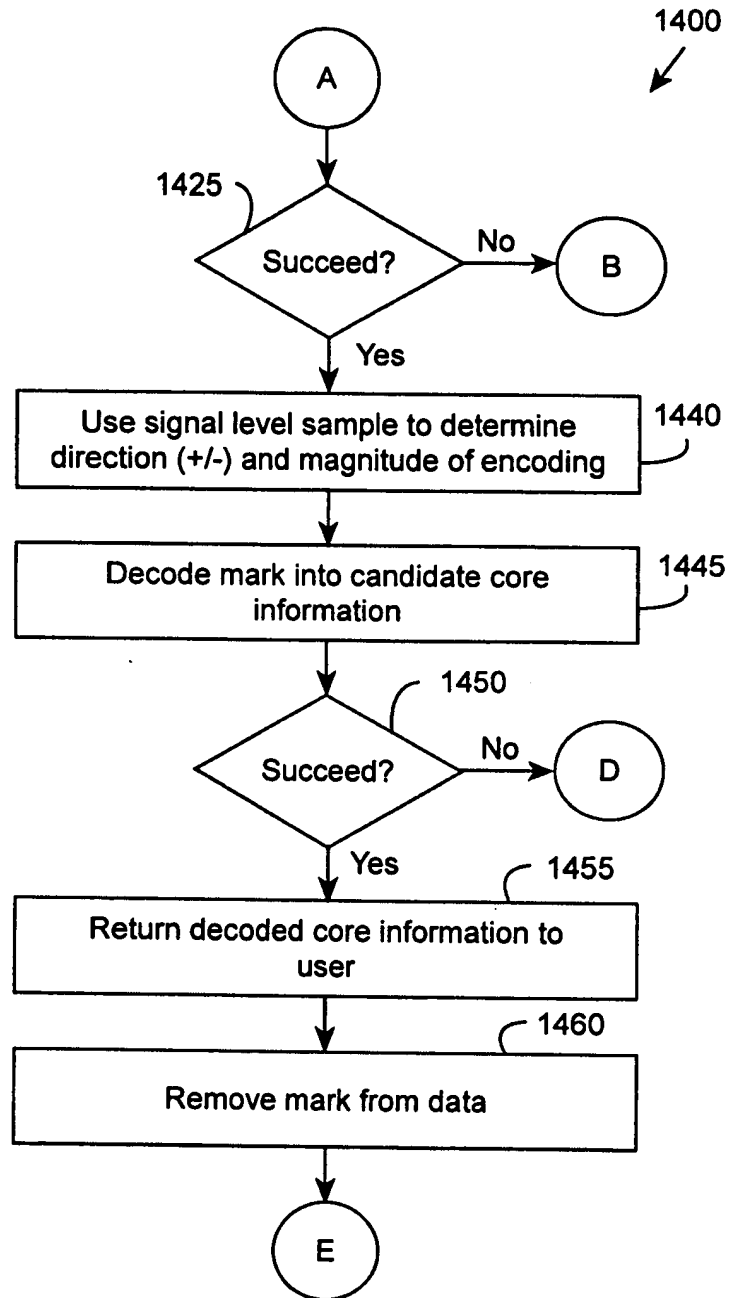 1400
A
1425
Succeed?
No
B
Yes
Use signal level sample to determine
direction (+/-) and magnitude of encoding
1440
Decode mark into candidate core
information
1445
1450
Succeed?
No
D
Yes
1455
Return decoded core information to
user
1460
Remove mark from data
E